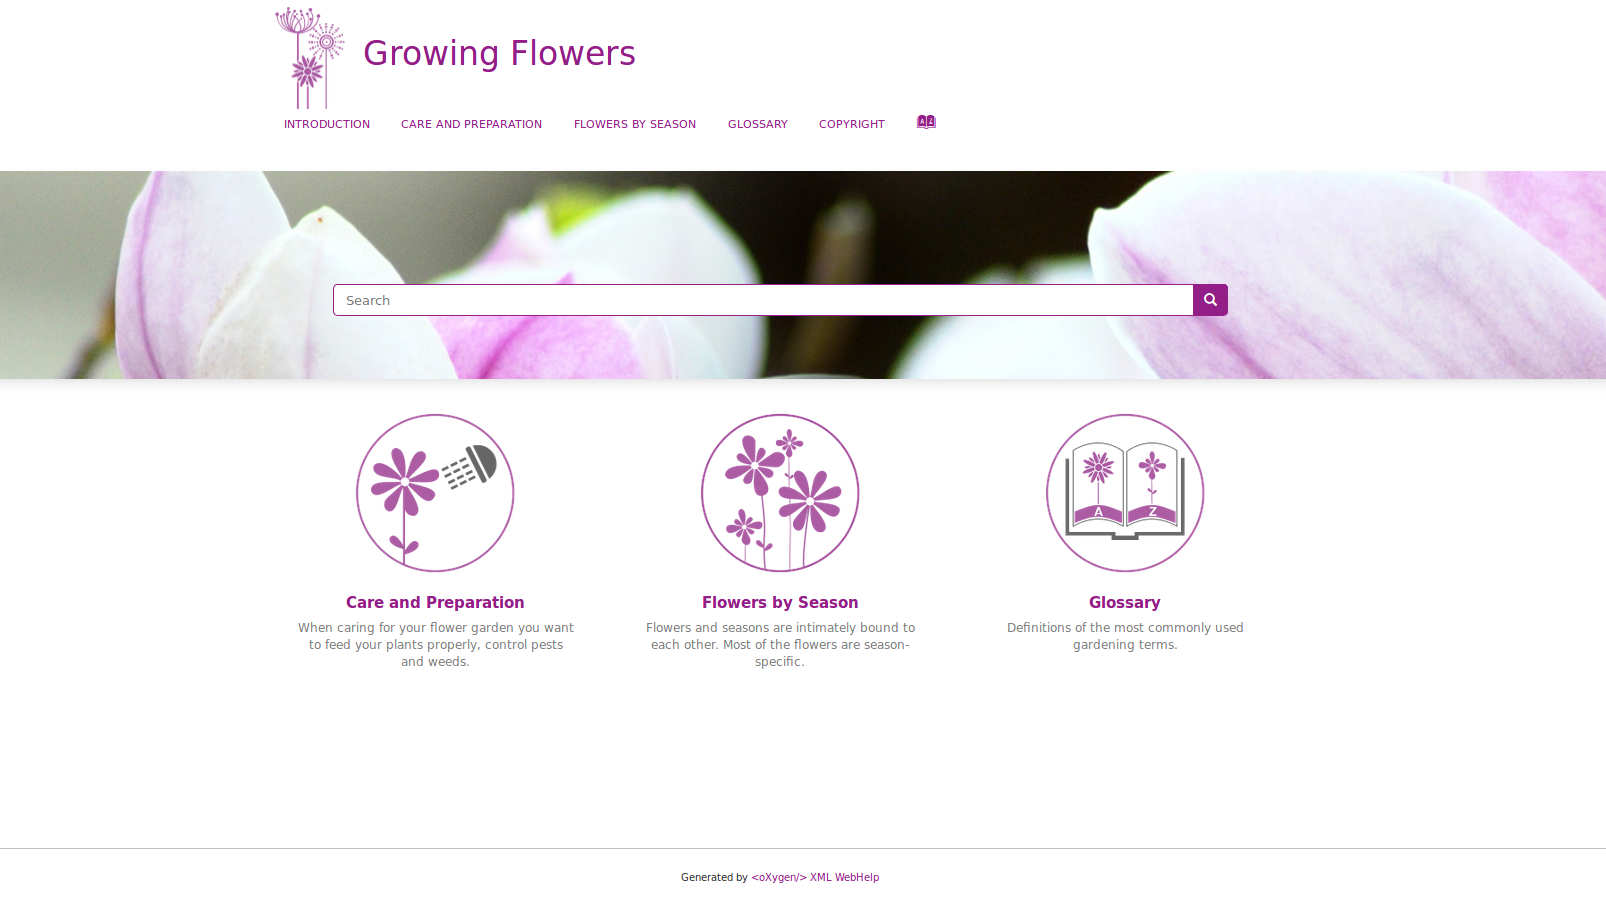 Growing Flowers
INTRODUCTION CARE AND PREPARATION FLOWERS BY SEASON GLOSSARY COPYRIGHT
Search
A Z
Care and Preparation
When caring for your flower garden you want
to feed your plants properly, control pests
and weeds.
Flowers by Season
Flowers and seasons are intimately bound to
each other. Most of the flowers are season-
specific.
Glossary
Definitions of the most commonly used
gardening terms.
Generated by <oXygen/> XML WebHelp